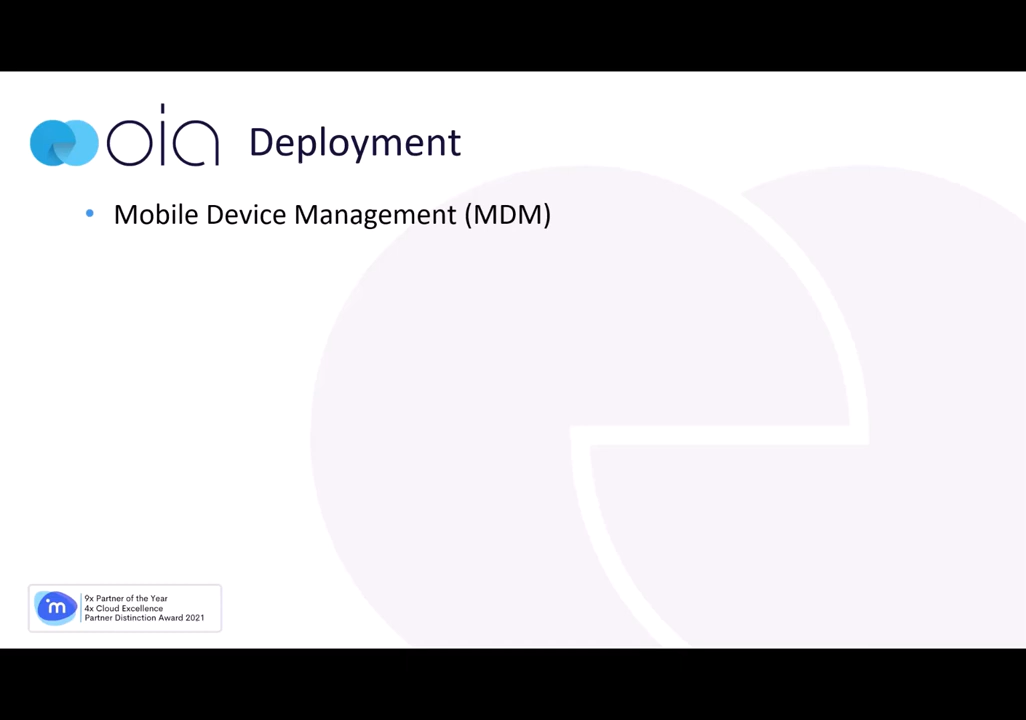 oia Deployment
• Mobile Device Management (MDM)
m
9x Partner of the Year
4x Cloud Excellence
Partner Distinction Award 2021